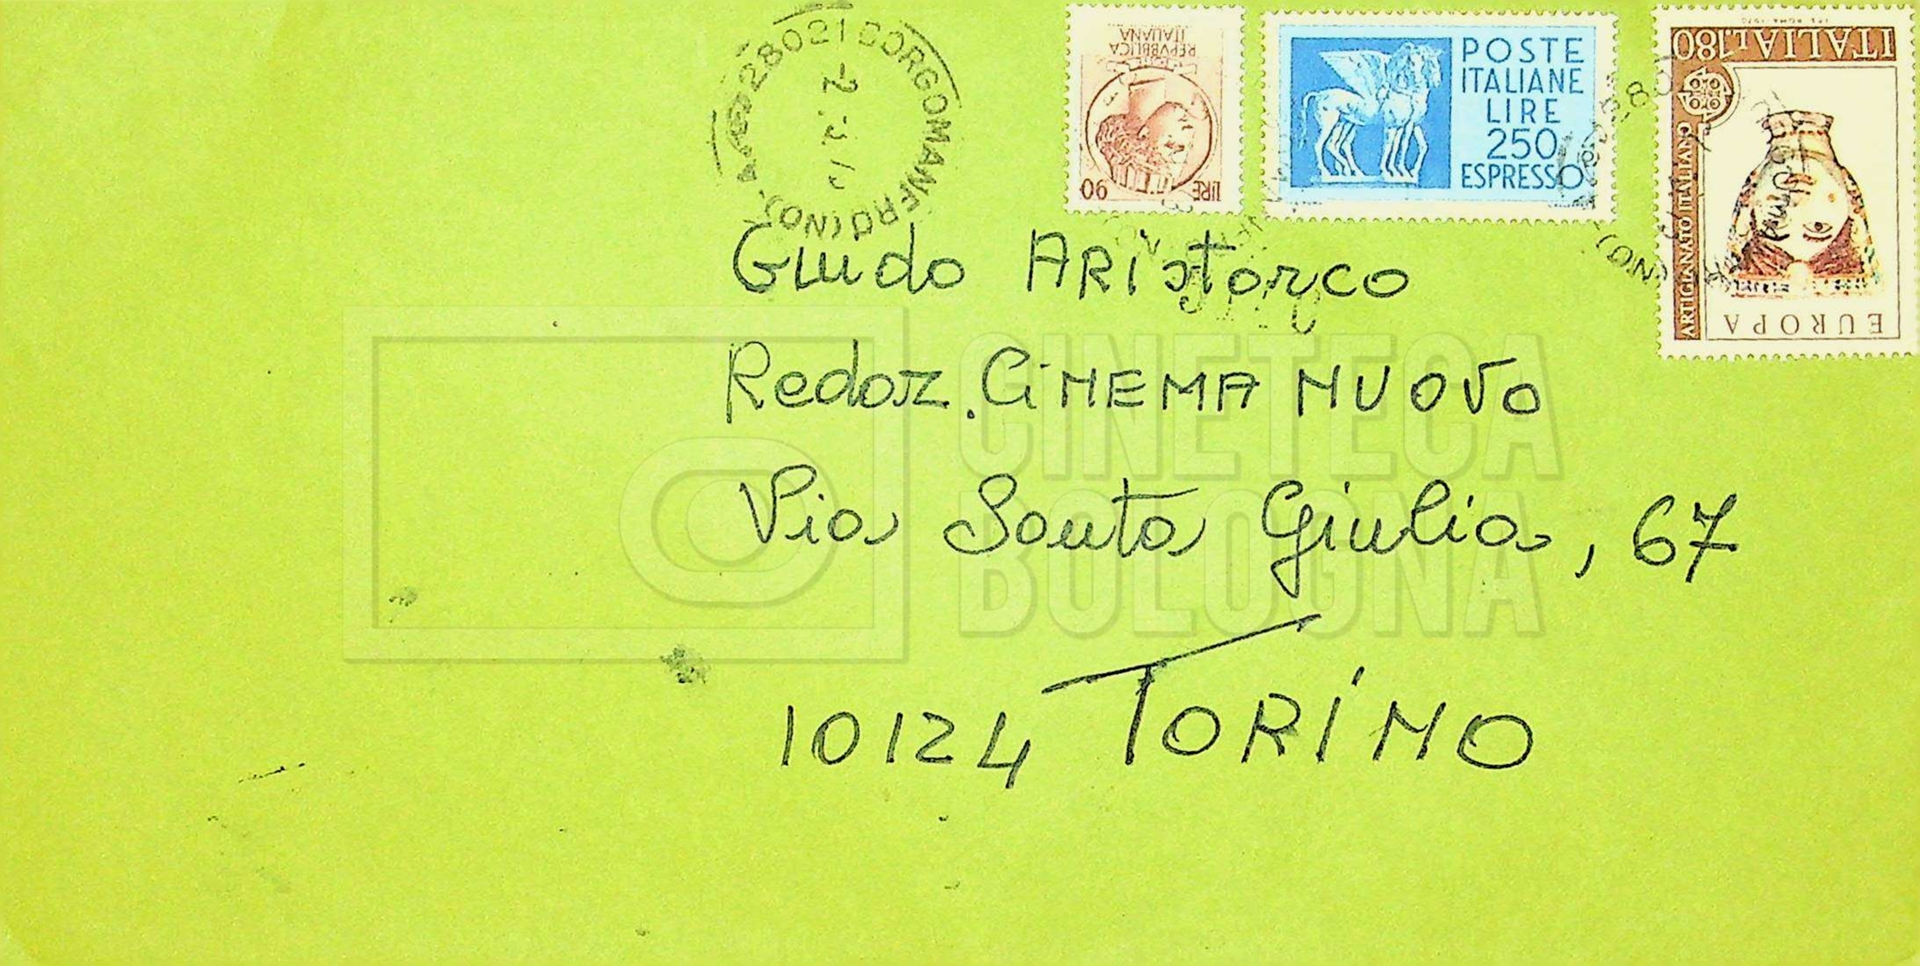 28021 BORGOMANERO (NO)
REPVBBLICA
ITALIANA
LIRE 90
POSTE
ITALIANE
LIRE
250
ESPRESSO
ITALIA L.180
ARTIGIANATO ITALIANO
EUROPA
Guido ARistarco
Redaz. CiNEMA NUOVO
Via Santa Giulia, 67
10124 TORiNO
CINETECA
BOLOGNA